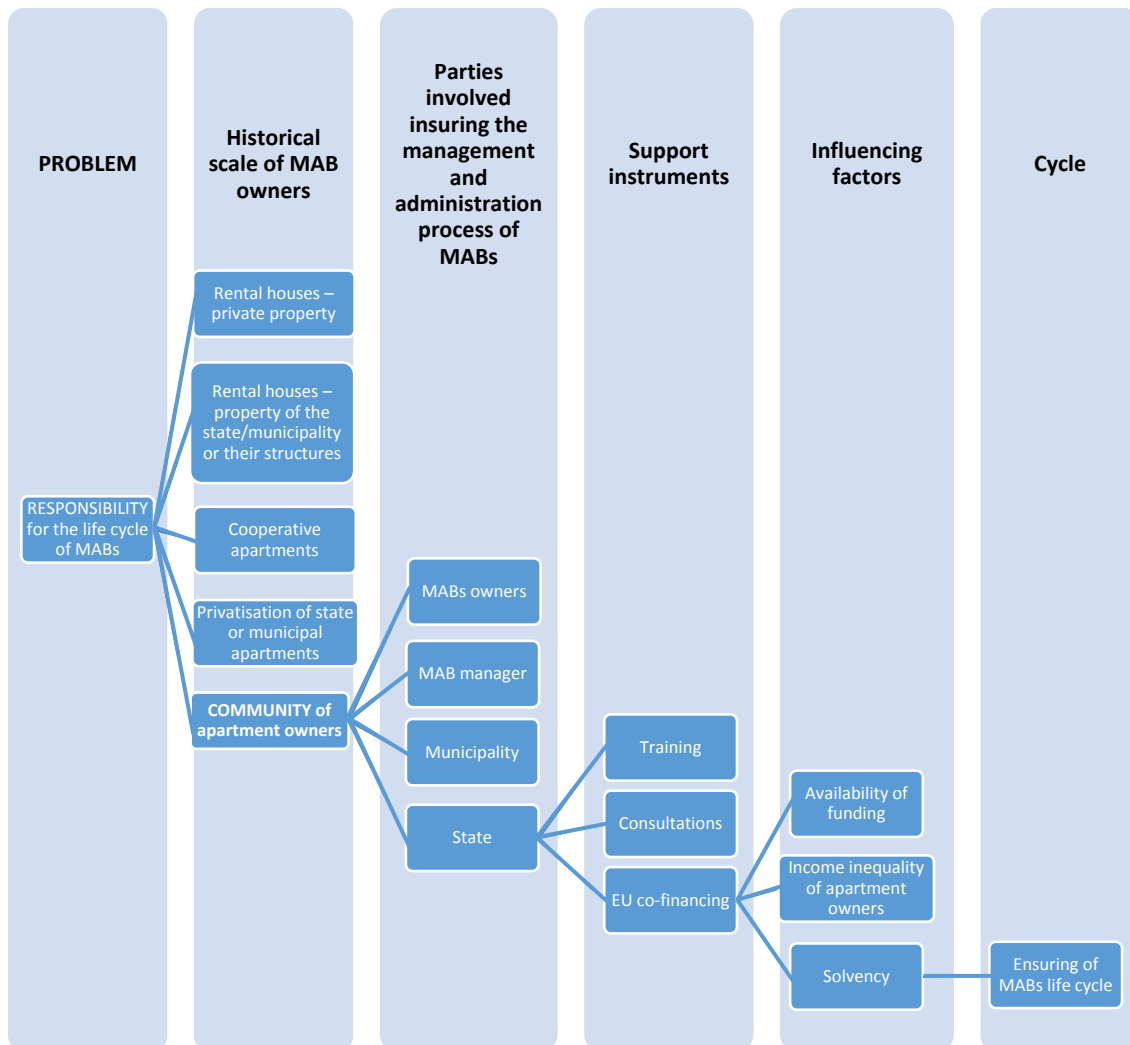 PROBLEM
Historical
scale of MAB
owners
Parties
involved
insuring the
management
and
administration
process of
MABs
Support
instruments
Influencing
factors
Cycle
RESPONSIBILITY
for the life cycle
of MABs
Rental houses –
private property
Rental houses –
property of the
state/municipality
or their structures
Cooperative
apartments
Privatisation of state
or municipal
apartments
COMMUNITY of
apartment owners
MABs owners
MAB manager
Municipality
State
Training
Consultations
EU co-financing
Availability of
funding
Income inequality
of apartment
owners
Solvency
Ensuring of
MABs life cycle